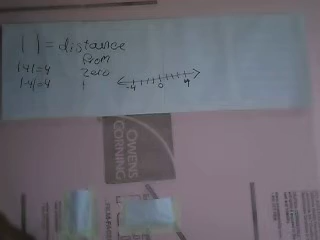 | | = distance
from
|4|=4 zero
|-4|=4
-4 0 4
OWENS
CORNING